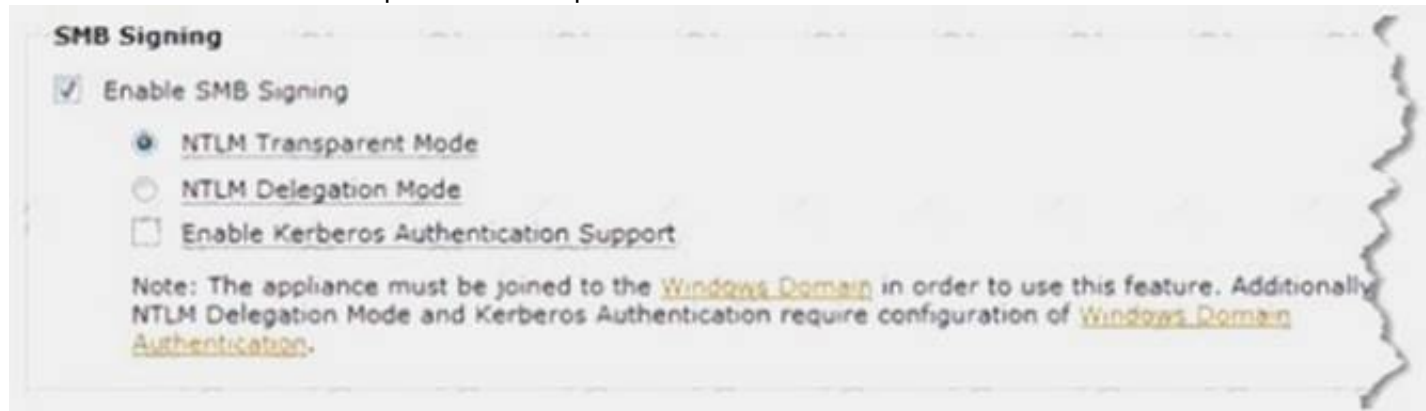 SMB Signing
Enable SMB Signing
NTLM Transparent Mode
NTLM Delegation Mode
Enable Kerberos Authentication Support
Note: The appliance must be joined to the Windows Domain in order to use this feature. Additionally
NTLM Delegation Mode and Kerberos Authentication require configuration of Windows Domain
Authentication.